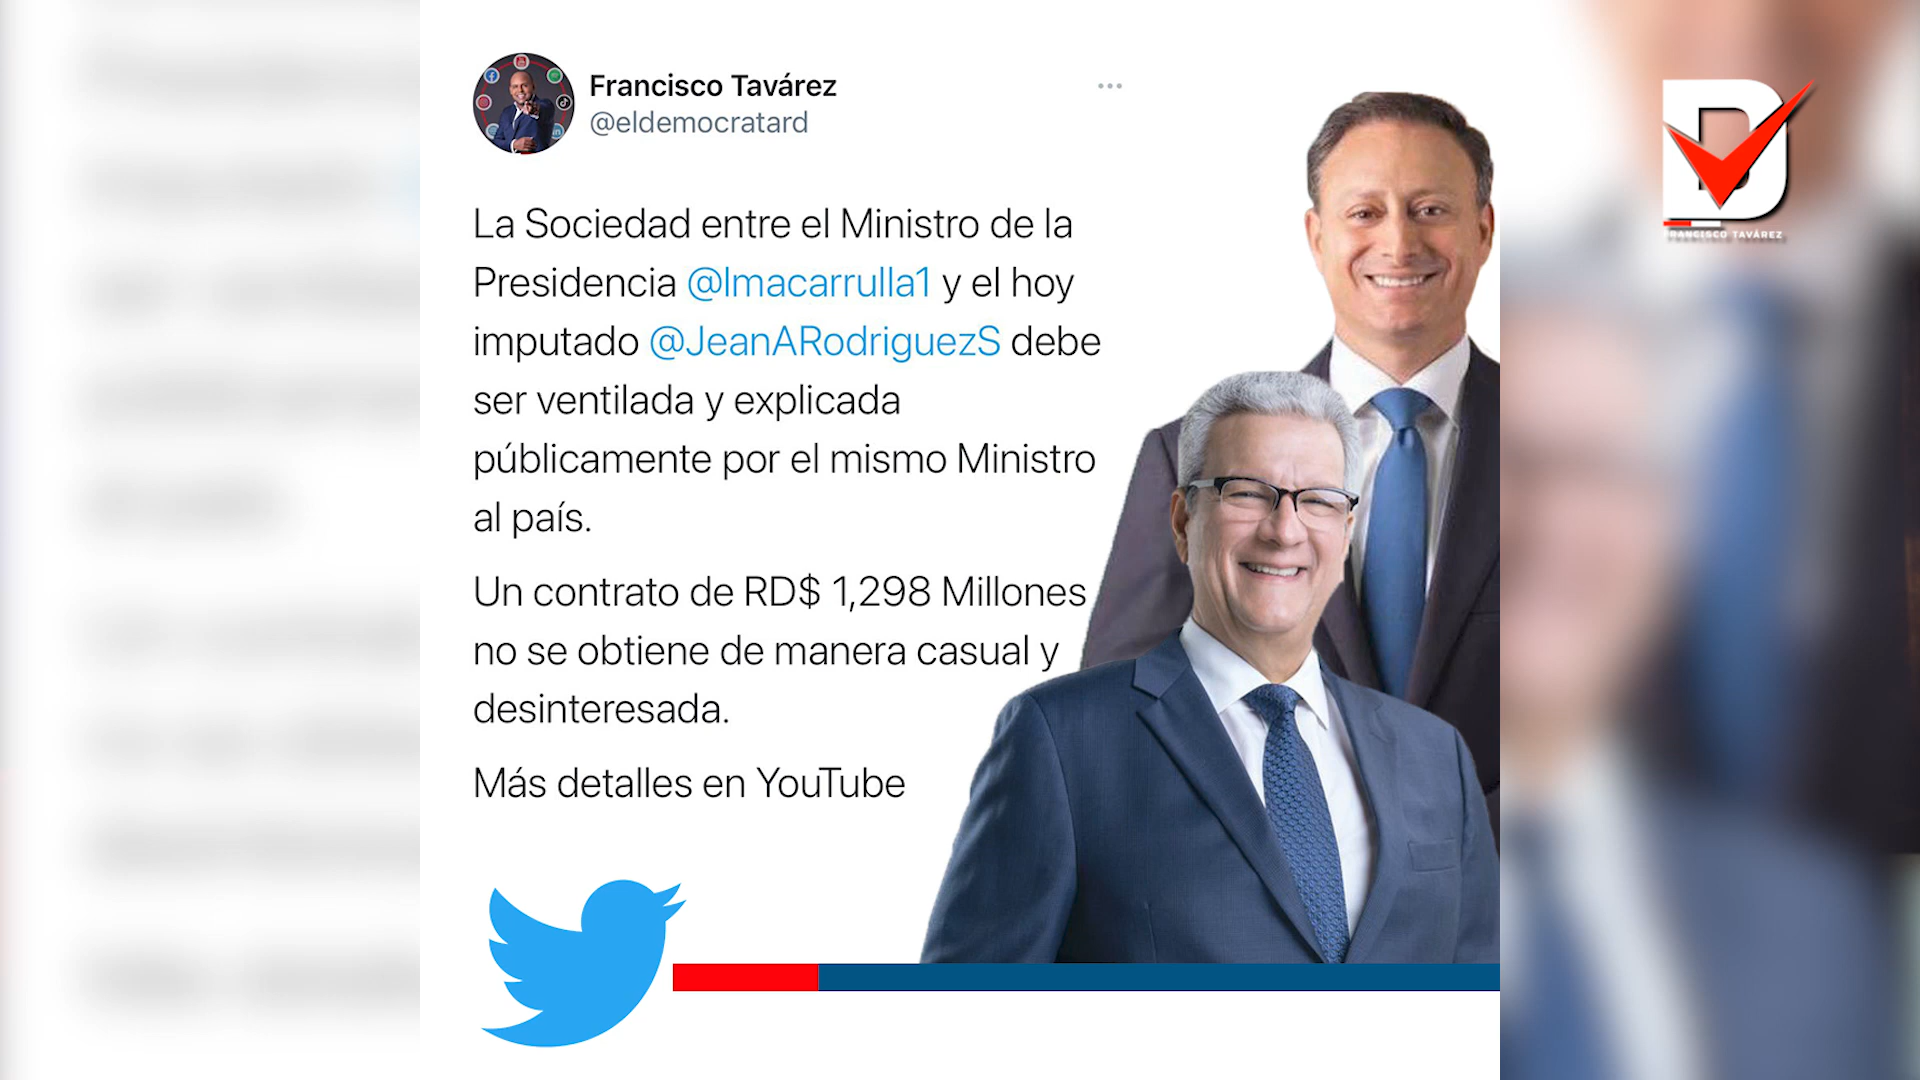 Francisco Tavárez
@eldemocratard
La Sociedad entre el Ministro de la
Presidencia @lmacarrulla1 y el hoy
imputado @JeanARodriguezS debe
ser ventilada y explicada
públicamente por el mismo Ministro
al país.
Un contrato de RD$ 1,298 Millones
no se obtiene de manera casual y
desinteresada.
Más detalles en YouTube
D
FRANCISCO TAVÁREZ